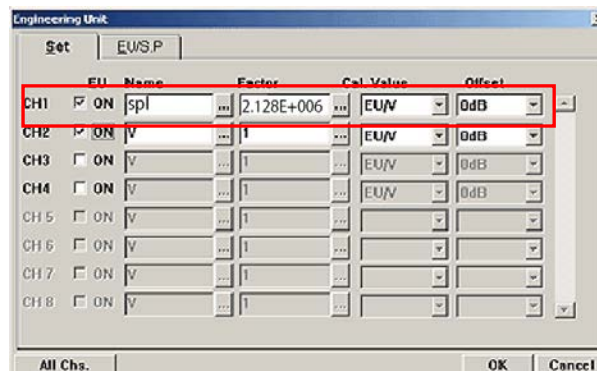 Engineering Unit
Set EU/S.P
EU Name Factor Cal. Value Offset
CH1 ON spl ... 2.128E+006 ... EU/V 0dB
CH2 ON V ... 1 ... EU/V 0dB
CH3 ON V ... 1 ... EU/V 0dB
CH4 ON V ... 1 ... EU/V 0dB
CH5 ON V ... 1 ...
CH6 ON V ... 1 ...
CH7 ON V ... 1 ...
CH8 ON V ... 1 ...
All Chs. OK Cancel